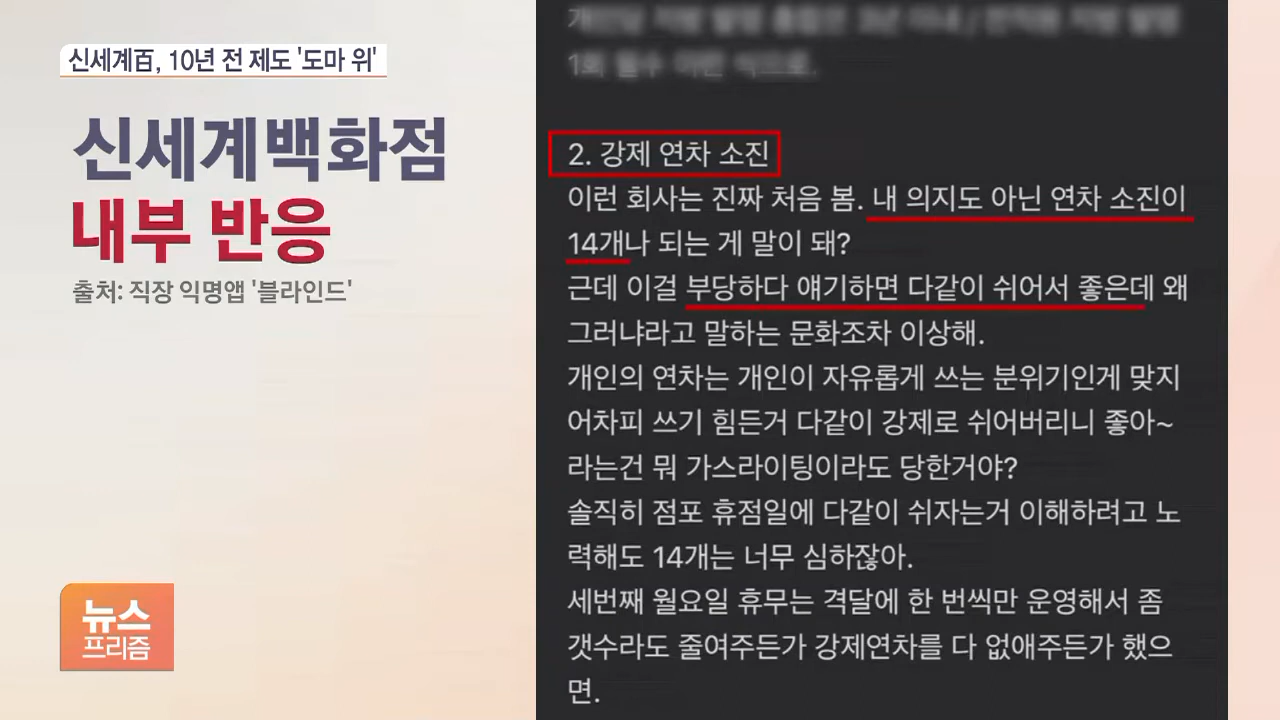 신세계百, 10년 전 제도 '도마 위'
신세계백화점
내부 반응
출처: 직장 익명앱 '블라인드'
2. 강제 연차 소진
이런 회사는 진짜 처음 봄. 내 의지도 아닌 연차 소진이
14개나 되는 게 말이 돼?
근데 이걸 부당하다 얘기하면 다같이 쉬어서 좋은데 왜
그러냐라고 말하는 문화조차 이상해.
개인의 연차는 개인이 자유롭게 쓰는 분위기인게 맞지
어차피 쓰기 힘든거 다같이 강제로 쉬어버리니 좋아~
라는건 뭐 가스라이팅이라도 당한거야?
솔직히 점포 휴점일에 다같이 쉬자는거 이해하려고 노
력해도 14개는 너무 심하잖아.
세번째 월요일 휴무는 격달에 한 번씩만 운영해서 좀
갯수라도 줄여주든가 강제연차를 다 없애주든가 했으
면.
뉴스
프리즘